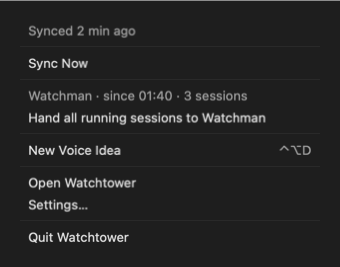 Synced 2 min ago
Sync Now
Watchman · since 01:40 · 3 sessions
Hand all running sessions to Watchman
New Voice Idea ⌃⌥D
Open Watchtower
Settings...
Quit Watchtower